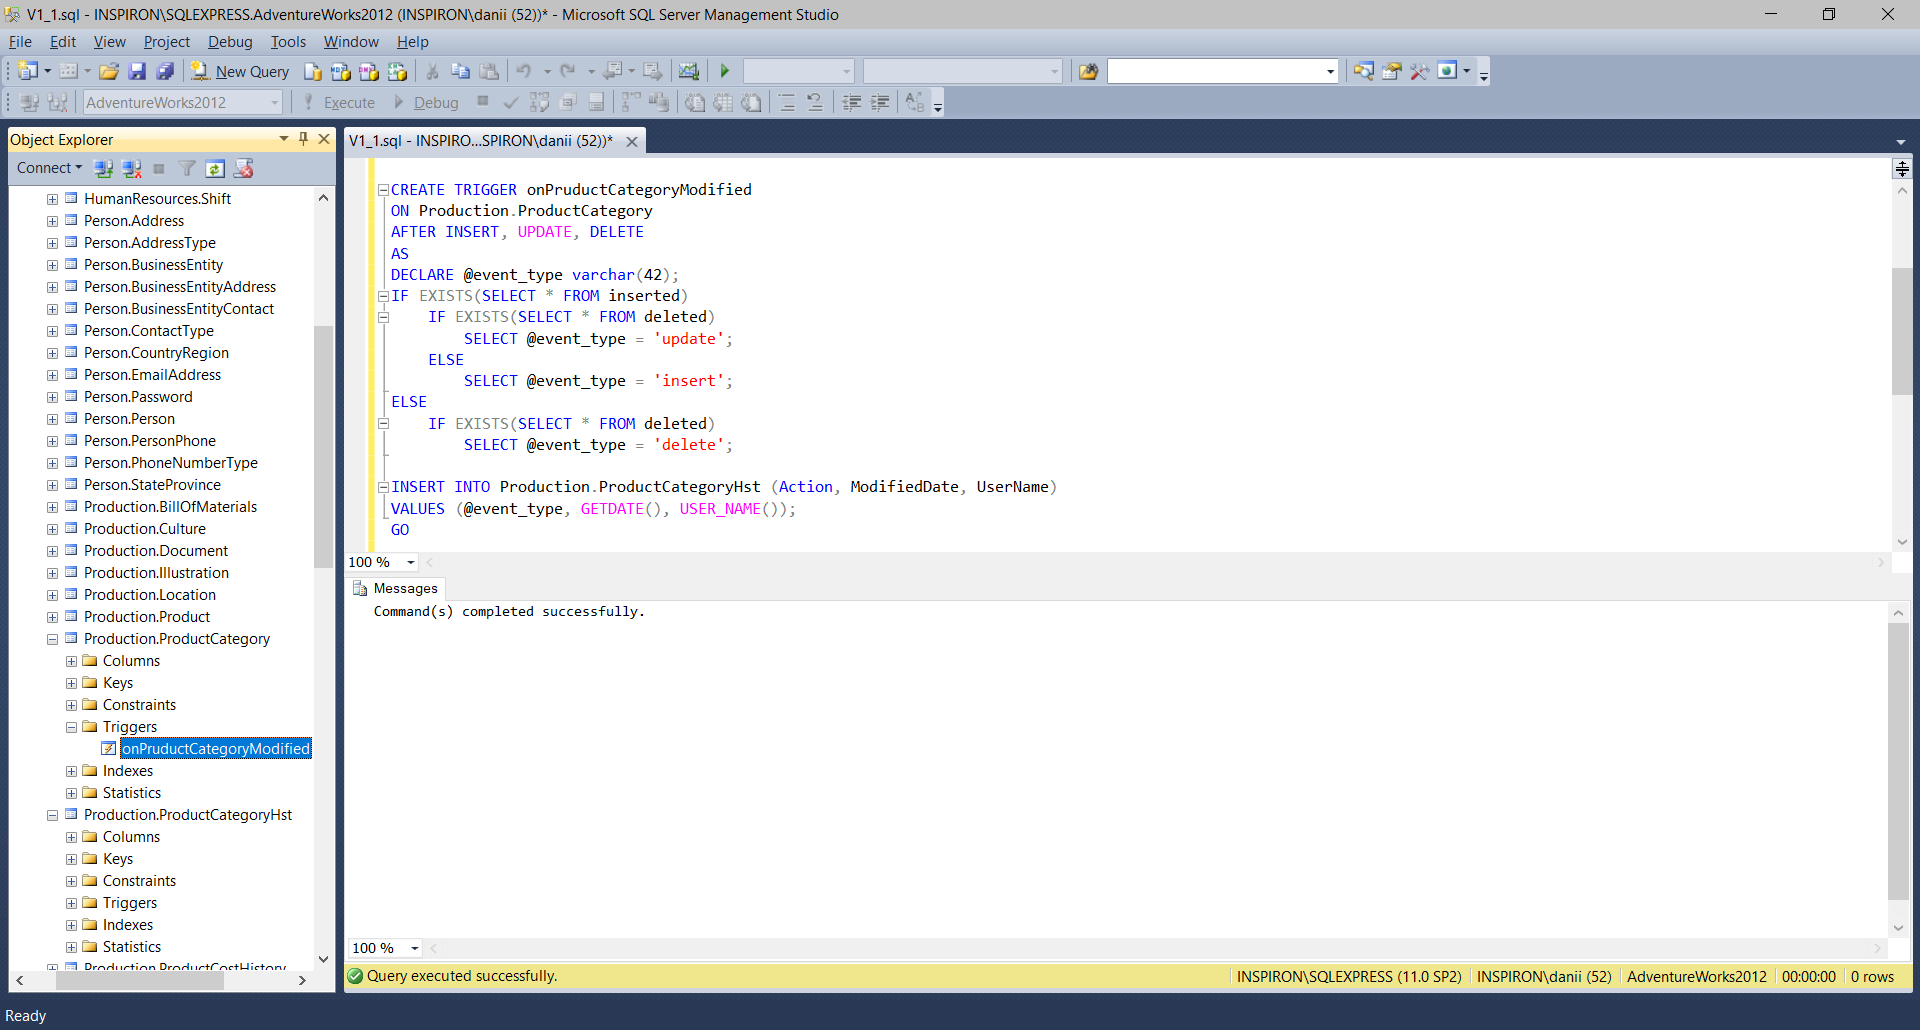 V1_1.sql - INSPIRON\SQLEXPRESS.AdventureWorks2012 (INSPIRON\danii (52))* - Microsoft SQL Server Management Studio
File Edit View Project Debug Tools Window Help
New Query
AdventureWorks2012 Execute Debug
Object Explorer
Connect
HumanResources.Shift
Person.Address
Person.AddressType
Person.BusinessEntity
Person.BusinessEntityAddress
Person.BusinessEntityContact
Person.ContactType
Person.CountryRegion
Person.EmailAddress
Person.Password
Person.Person
Person.PersonPhone
Person.PhoneNumberType
Person.StateProvince
Production.BillOfMaterials
Production.Culture
Production.Document
Production.Illustration
Production.Location
Production.Product
Production.ProductCategory
Columns
Keys
Constraints
Triggers
onPruductCategoryModified
Indexes
Statistics
Production.ProductCategoryHst
Columns
Keys
Constraints
Triggers
Indexes
Statistics
Production.ProductCostHistory
V1_1.sql - INSPIRO...SPIRON\danii (52))*
CREATE TRIGGER onPruductCategoryModified
ON Production.ProductCategory
AFTER INSERT, UPDATE, DELETE
AS
DECLARE @event_type varchar(42);
IF EXISTS(SELECT * FROM inserted)
IF EXISTS(SELECT * FROM deleted)
SELECT @event_type = 'update';
ELSE
SELECT @event_type = 'insert';
ELSE
IF EXISTS(SELECT * FROM deleted)
SELECT @event_type = 'delete';
INSERT INTO Production.ProductCategoryHst (Action, ModifiedDate, UserName)
VALUES (@event_type, GETDATE(), USER_NAME());
GO
100 %
Messages
Command(s) completed successfully.
100 %
Query executed successfully. INSPIRON\SQLEXPRESS (11.0 SP2) INSPIRON\danii (52) AdventureWorks2012 00:00:00 0 rows
Ready